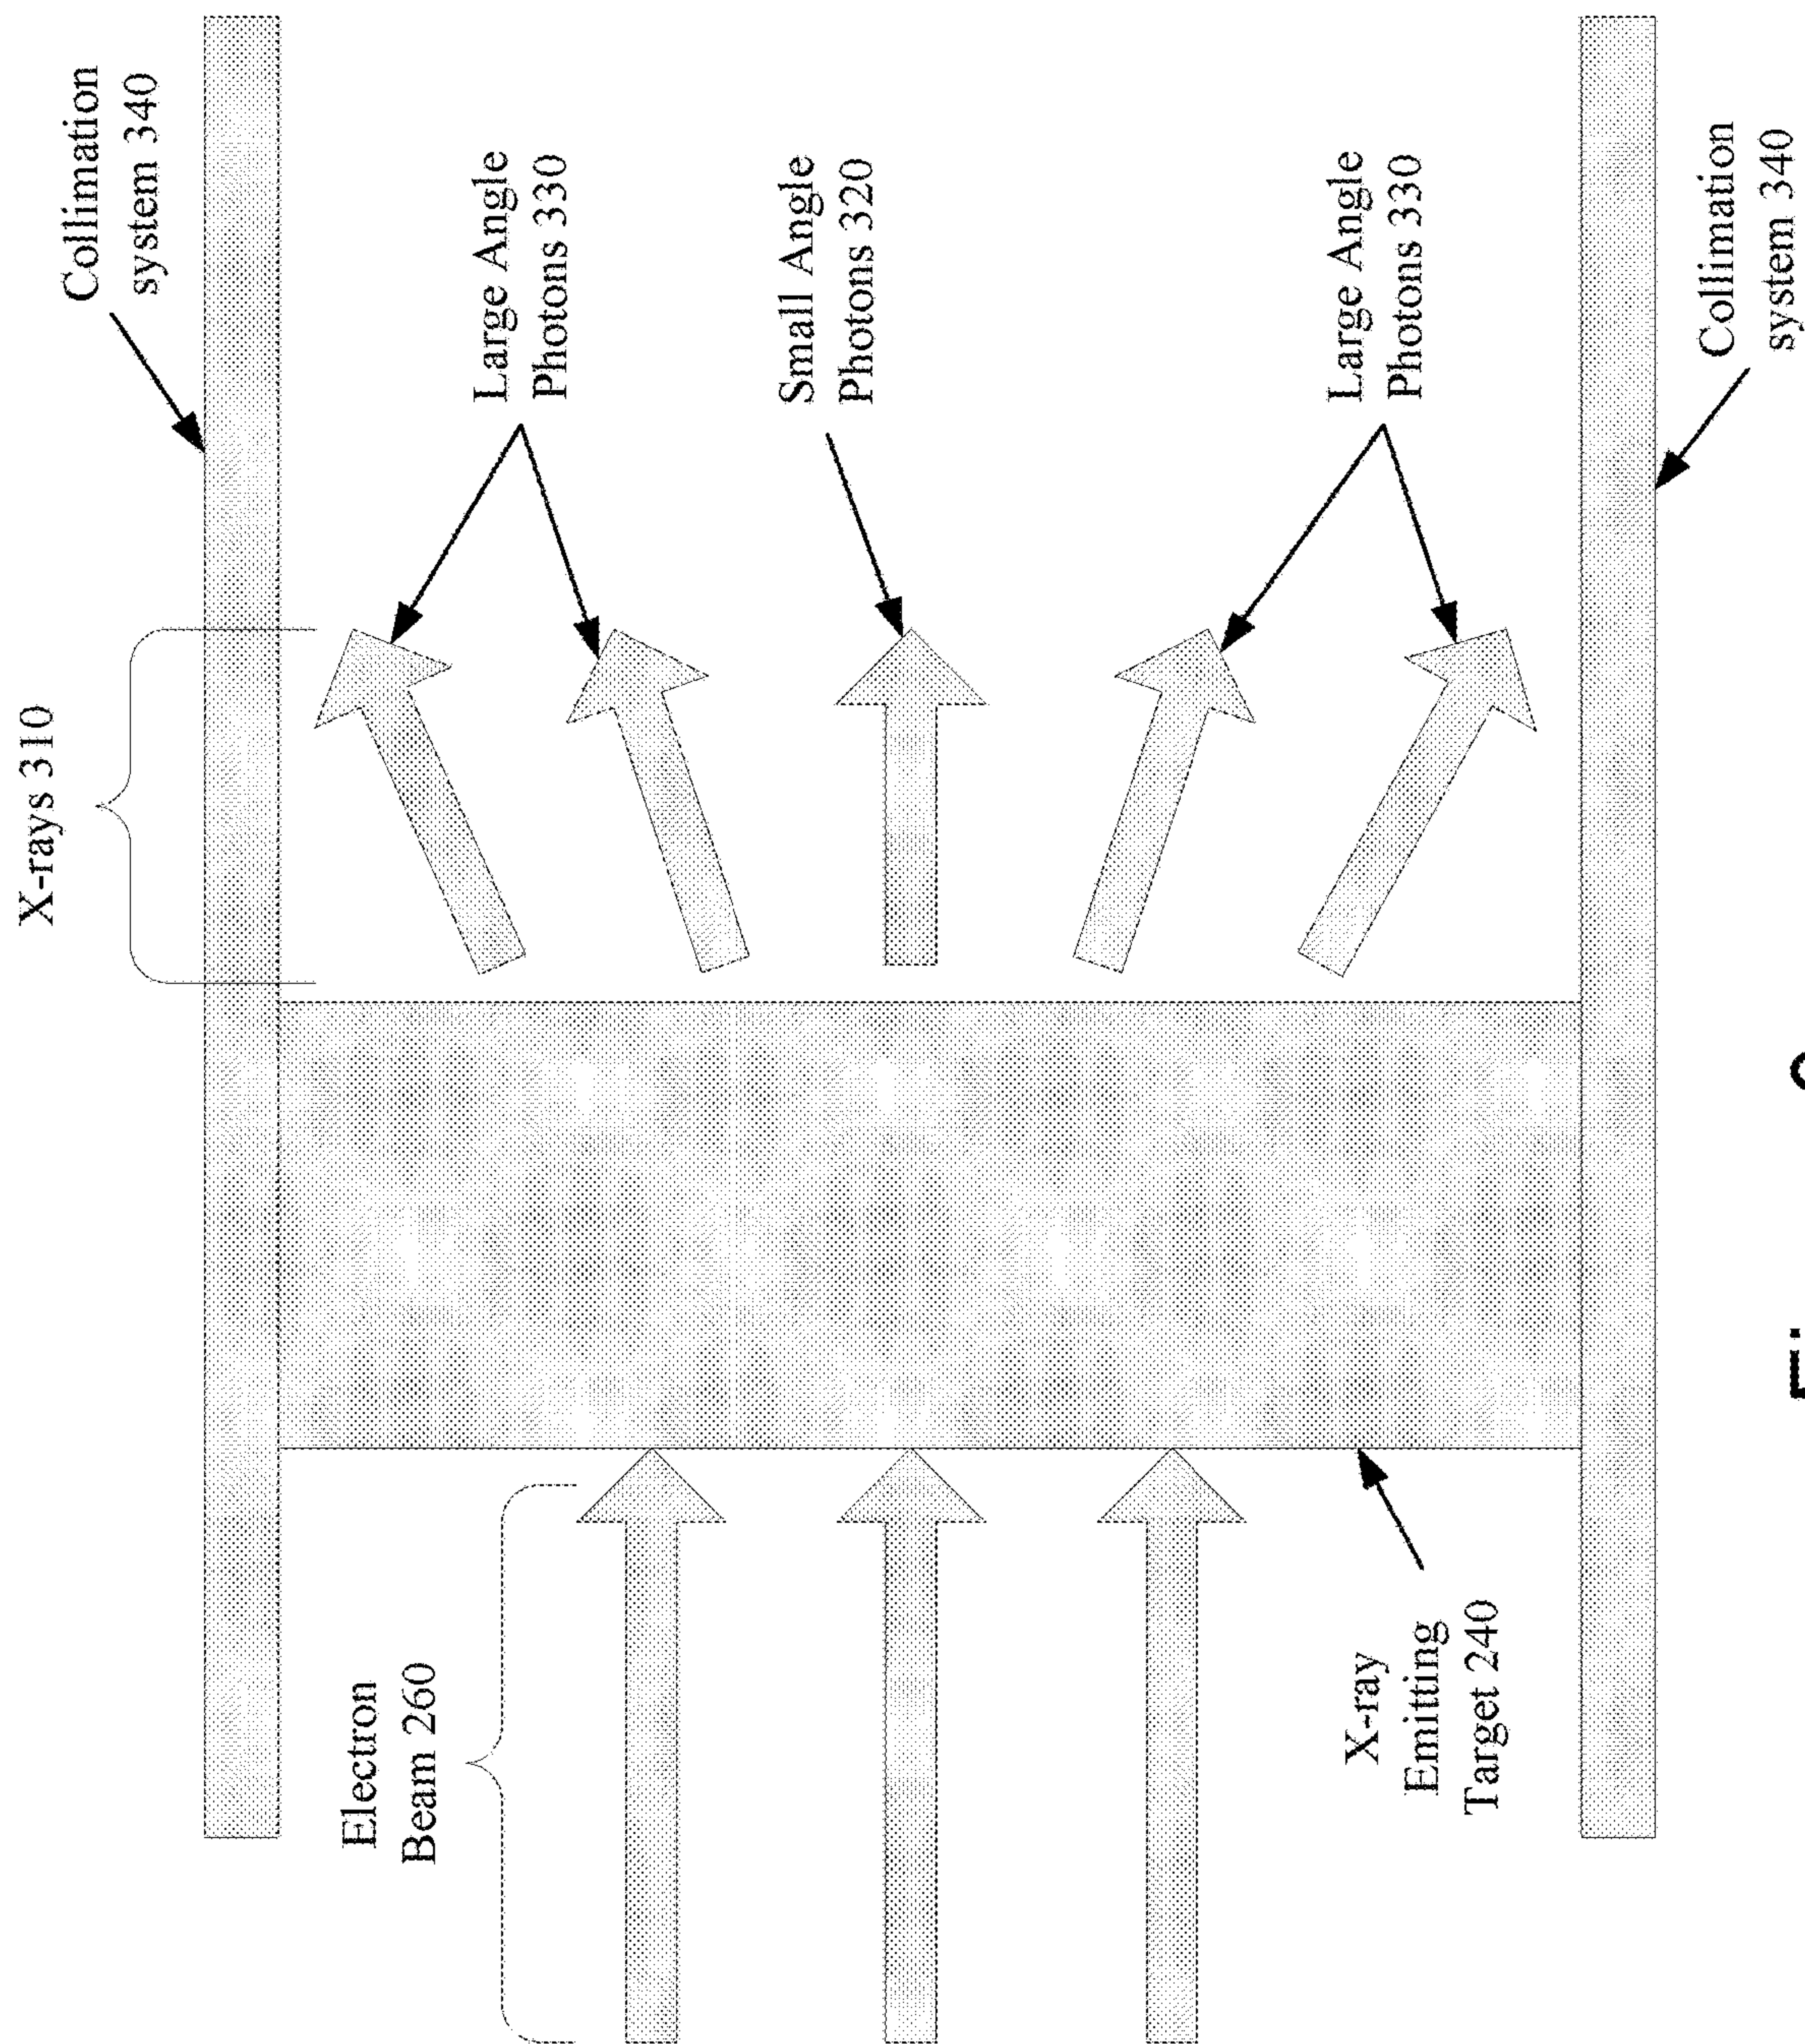 X-rays 310
Collimation
system 340
Large Angle
Photons 330
Small Angle
Photons 320
Large Angle
Photons 330
Collimation
system 340
Electron
Beam 260
X-ray
Emitting
Target 240